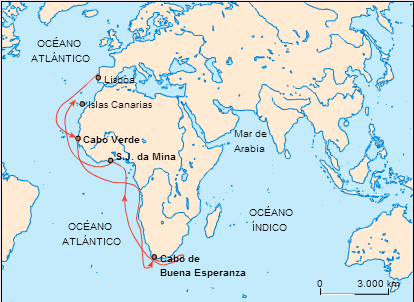 OCÉANO
ATLÁNTICO
Lisboa
Islas Canarias
Cabo Verde
S.J. da Mina
Mar de
Arabia
OCÉANO
ATLÁNTICO
OCÉANO
ÍNDICO
Cabo de
Buena Esperanza
0 3.000 km